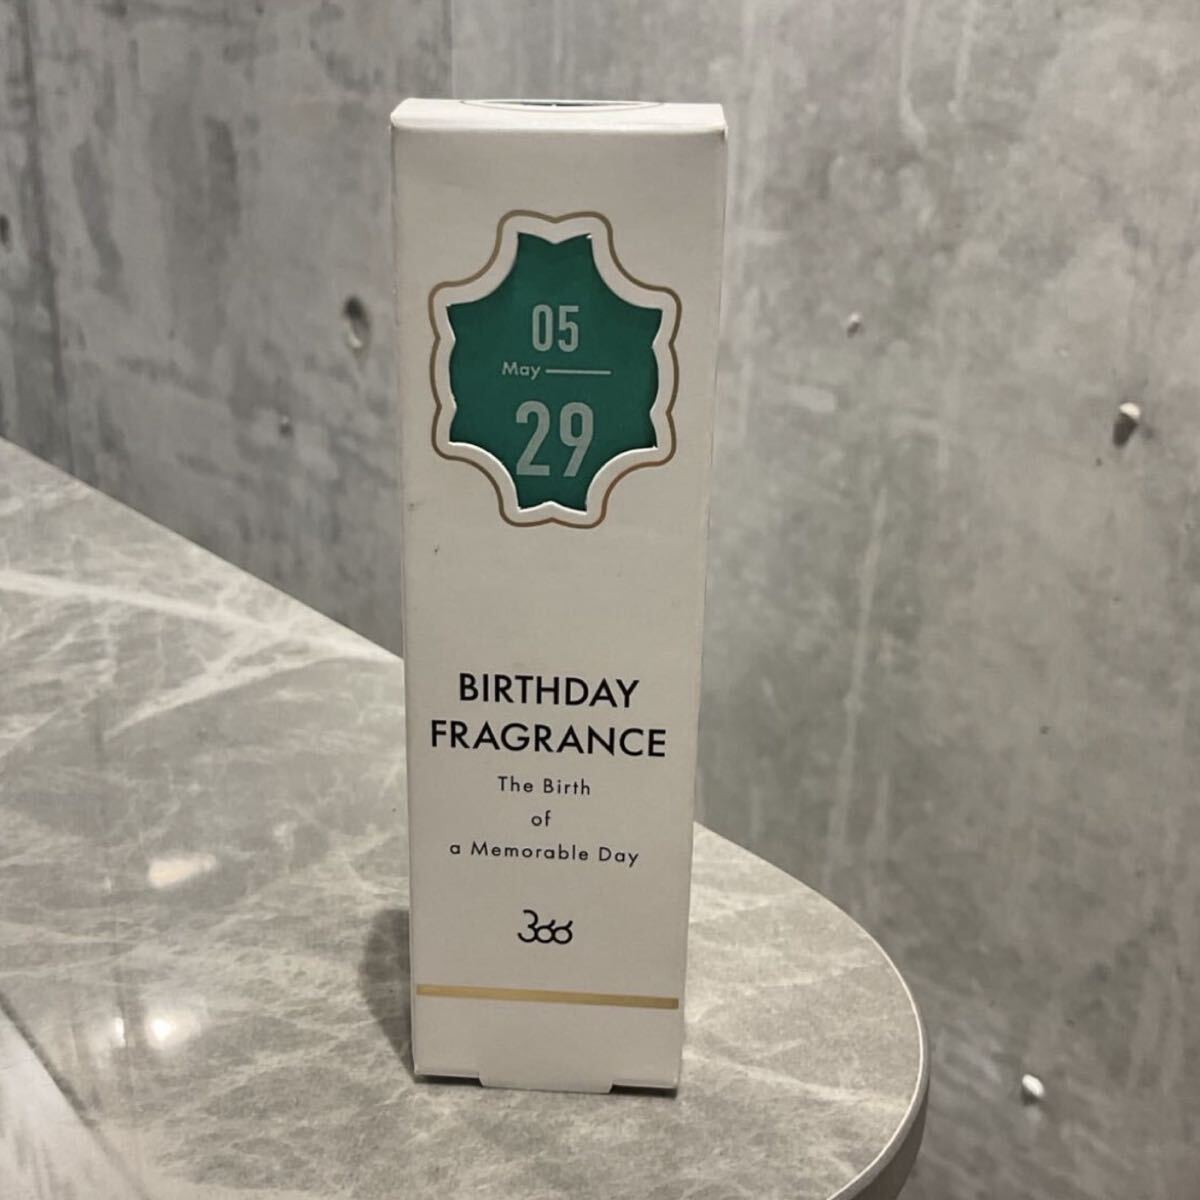 05
May
29
BIRTHDAY
FRAGRANCE
The Birth
of
a Memorable Day
366